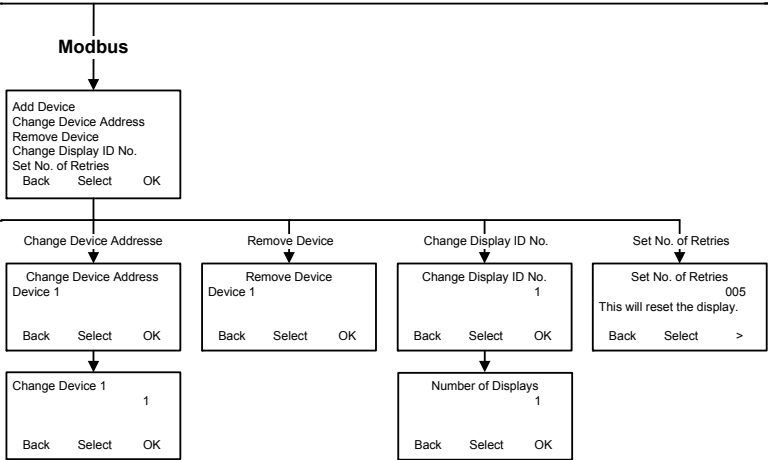 Modbus
Add Device
Change Device Address
Remove Device
Change Display ID No.
Set No. of Retries
Back Select OK
Change Device Addresse
Remove Device
Change Display ID No.
Set No. of Retries
Change Device Address
Device 1
Back Select OK
Remove Device
Device 1
Back Select OK
Change Display ID No.
1
Back Select OK
Set No. of Retries
005
This will reset the display.
Back Select >
Change Device 1
1
Back Select OK
Number of Displays
1
Back Select OK